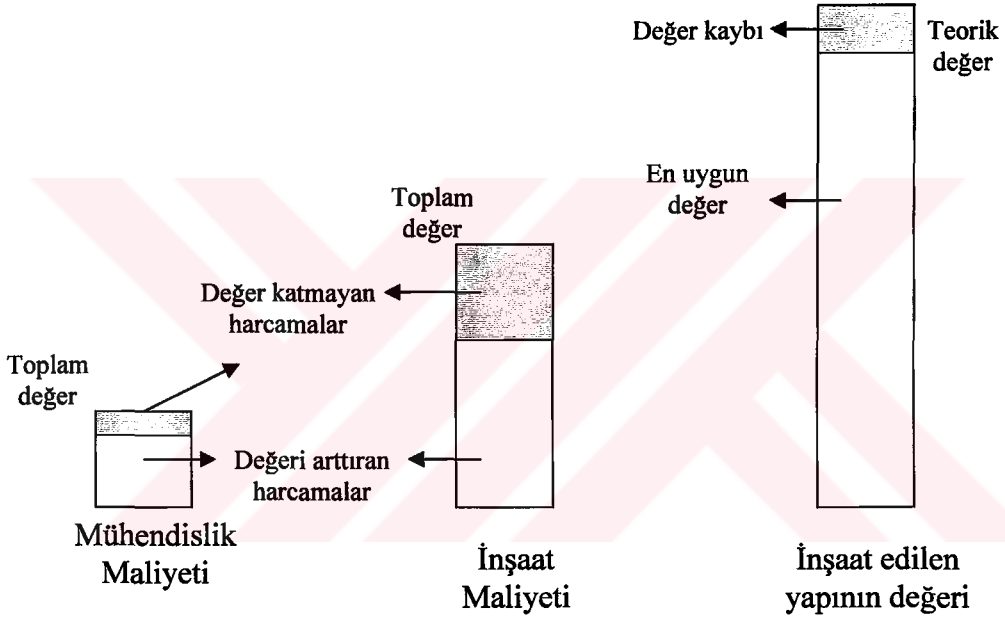 Değer kaybı
Teorik
değer
En uygun
değer
Toplam
değer
Değer katmayan
harcamalar
Toplam
değer
Değeri arttıran
harcamalar
Mühendislik
Maliyeti
İnşaat
Maliyeti
İnşaat edilen
yapının değeri